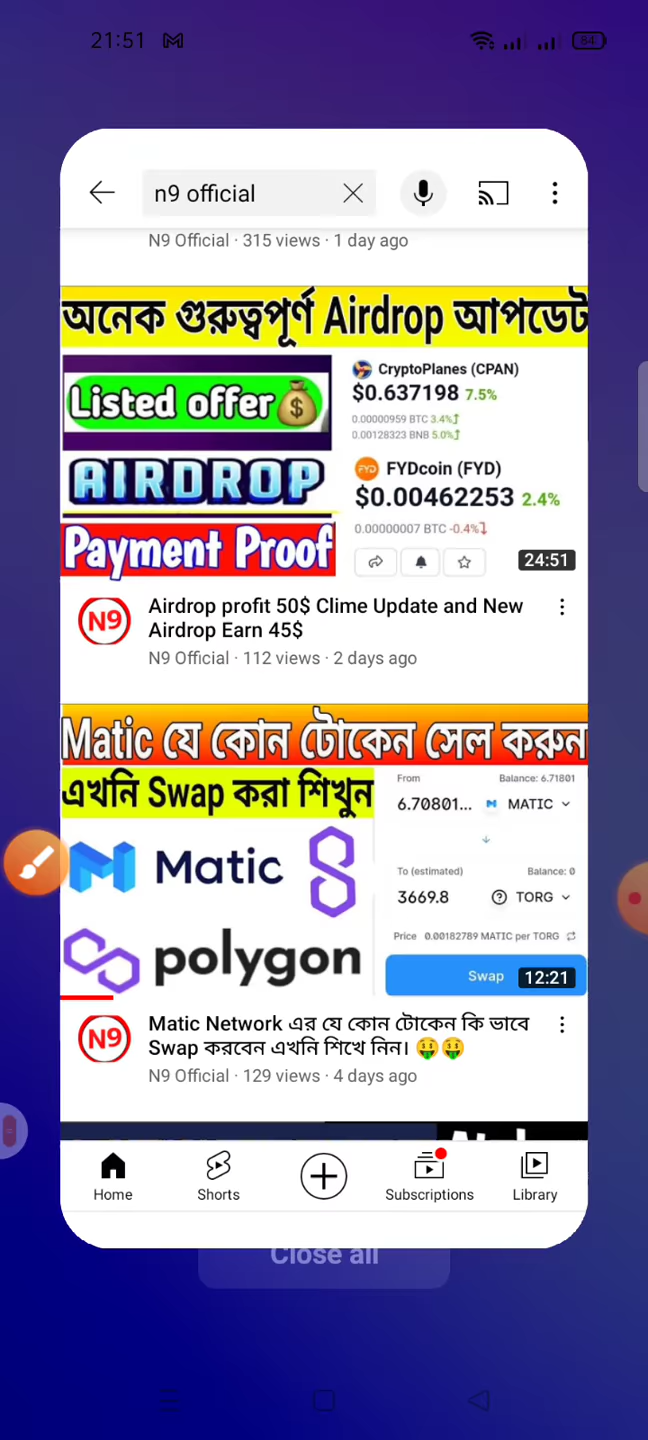 21:51
84
n9 official
N9 Official · 315 views · 1 day ago
অনেক গুরুত্বপূর্ণ Airdrop আপডেট
Listed offer
AIRDROP
Payment Proof
CryptoPlanes (CPAN)
$0.637198 7.5%
0.00000959 BTC 3.4%
0.00128323 BNB 5.0%
FYD
FYDcoin (FYD)
$0.00462253 2.4%
0.00000007 BTC -0.4%
24:51
N9
Airdrop profit 50$ Clime Update and New
Airdrop Earn 45$
N9 Official · 112 views · 2 days ago
Matic যে কোন টোকেন সেল করুন
এখনি Swap করা শিখুন
Matic
polygon
From Balance: 6.71801
6.70801... MATIC
To (estimated) Balance: 0
3669.8 TORG
Price 0.00182789 MATIC per TORG
Swap
12:21
N9
Matic Network এর যে কোন টোকেন কি ভাবে
Swap করবেন এখনি শিখে নিন। 🤑🤑
N9 Official · 129 views · 4 days ago
Home Shorts Subscriptions Library
Close all